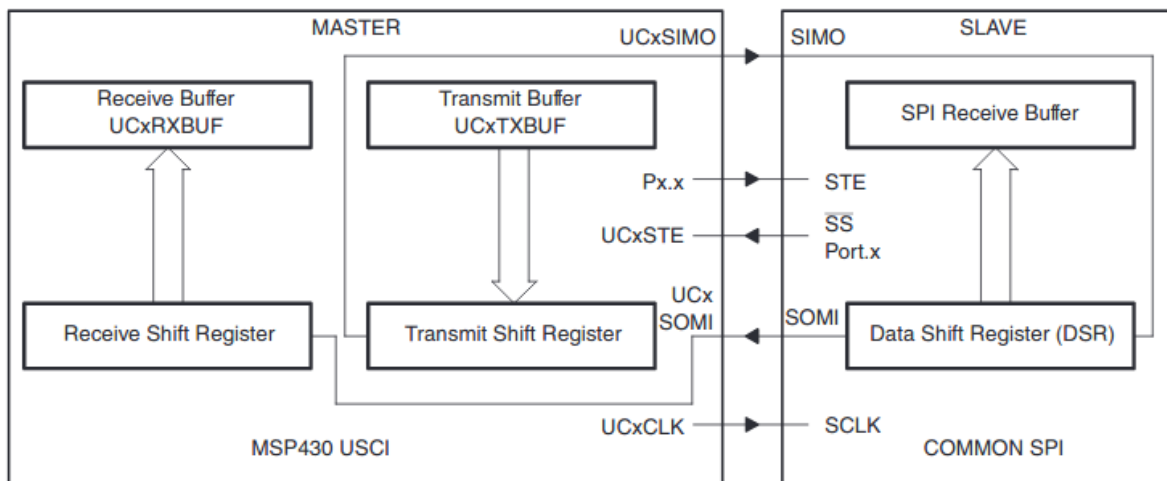 MASTER
SLAVE
UCxSIMO
SIMO
Receive Buffer
UCxRXBUF
Transmit Buffer
UCxTXBUF
SPI Receive Buffer
Px.x
STE
UCxSTE
SS
Port.x
UCx
SOMI
SOMI
Receive Shift Register
Transmit Shift Register
Data Shift Register (DSR)
UCxCLK
SCLK
MSP430 USCI
COMMON SPI